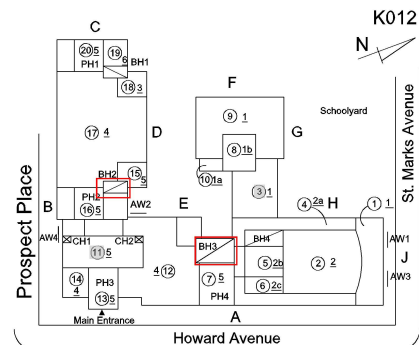 K012
N
C
20 5
19
6
BH1
PH1
18 3
F
9 1
Schoolyard
17 4
D
G
8 1b
BH2
15
5
10 1a
3 1
St. Marks Avenue
Prospect Place
B
PH2
16 5
AW2
E
4 2a H
1 1
AW4
CH1
CH2
BH3
BH4
AW1
11 5
4 12
5 2b
2 2
J
14
4
PH3
7 5
6 2c
AW3
13 5
PH4
Main Entrance
A
Howard Avenue